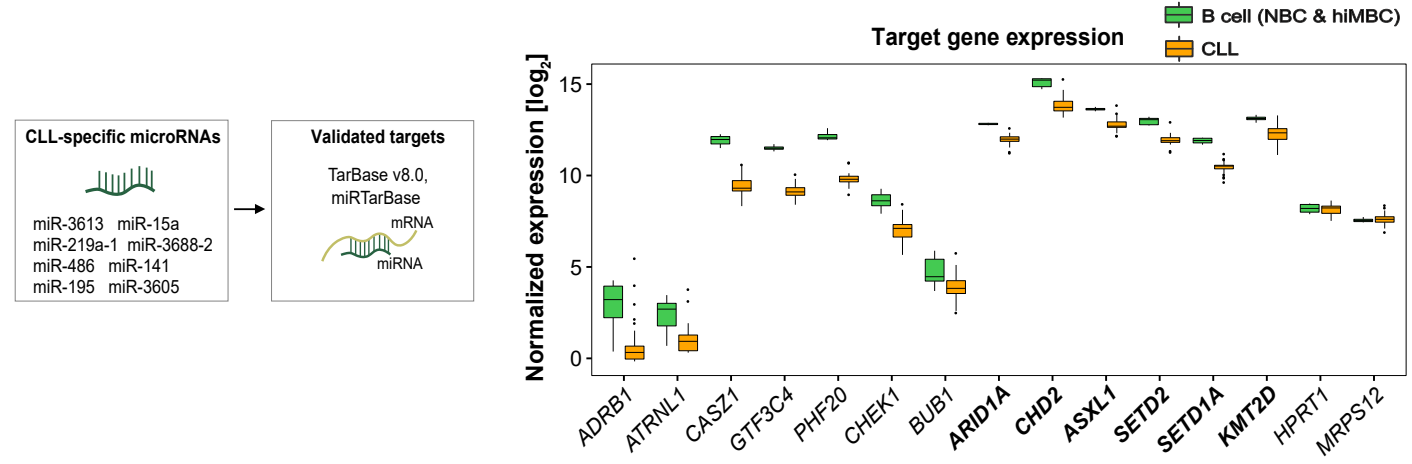 CLL-specific microRNAs
miR-3613 miR-15a
miR-219a-1 miR-3688-2
miR-486 miR-141
miR-195 miR-3605
Validated targets
TarBase v8.0,
miRTarBase
mRNA
miRNA
Target gene expression
B cell (NBC & hiMBC)
CLL
Normalized expression [log2]
15
10
5
0
ADRB1
ATRNL1
CASZ1
GTF3C4
PHF20
CHEK1
BUB1
ARID1A
CHD2
ASXL1
SETD2
SETD1A
KMT2D
HPRT1
MRPS12